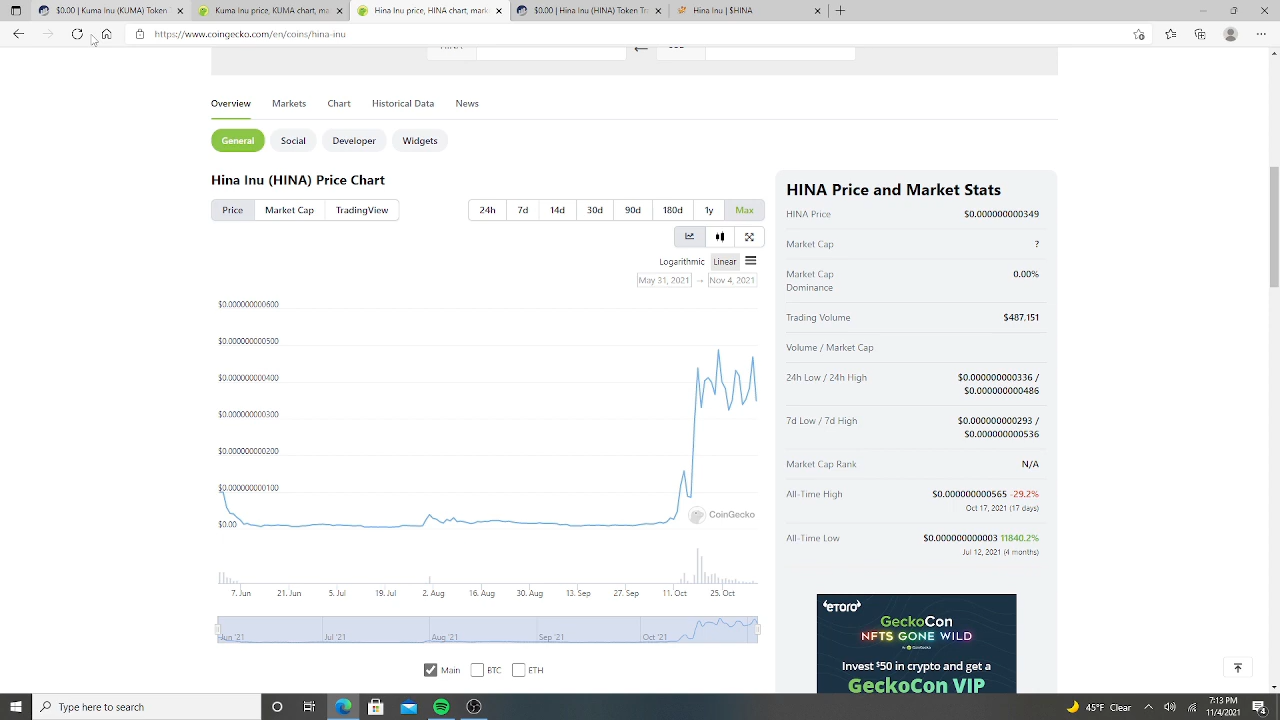 $0.00 | Kuma Inu (KUMA) Token
Kuma Inu price, KUMA chart, ma
Hina Inu price, HINA chart, mark
$0.00 | Hina Inu (HINA) Token Tr
Hina Inu | $HINA
https://www.coingecko.com/en/coins/hina-inu
Overview Markets Chart Historical Data News
General Social Developer Widgets
Hina Inu (HINA) Price Chart
Price Market Cap TradingView
24h 7d 14d 30d 90d 180d 1y Max
Logarithmic Linear
May 31, 2021 → Nov 4, 2021
$0.000000000600
$0.000000000500
$0.000000000400
$0.000000000300
$0.000000000200
$0.000000000100
$0.00
CoinGecko
7. Jun 21. Jun 5. Jul 19. Jul 2. Aug 16. Aug 30. Aug 13. Sep 27. Sep 11. Oct 25. Oct
Jun '21 Jul '21 Aug '21 Sep '21 Oct '21
Main BTC ETH
HINA Price and Market Stats
HINA Price $0.000000000349
Market Cap ?
Market Cap 0.00%
Dominance
Trading Volume $487,151
Volume / Market Cap
24h Low / 24h High $0.000000000336 /
$0.000000000486
7d Low / 7d High $0.000000000293 /
$0.000000000536
Market Cap Rank N/A
All-Time High $0.000000000565 -29.2%
Oct 17, 2021 (17 days)
All-Time Low $0.000000000003 11840.2%
Jul 12, 2021 (4 months)
eToro
GeckoCon
NFTS GONE WILD
Invest $50 in crypto and get a
GeckoCon VIP
Type here to search
45°F Clear
7:13 PM
11/4/2021